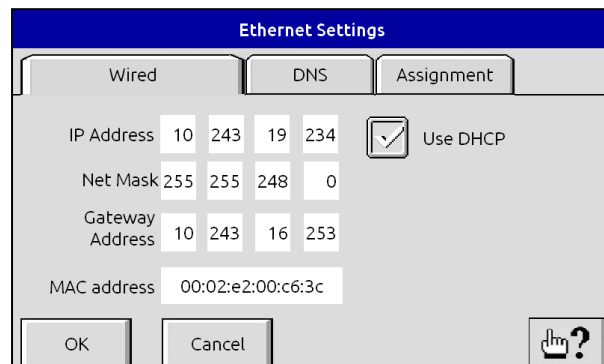 Ethernet Settings
Wired DNS Assignment
IP Address 10 243 19 234 Use DHCP
Net Mask 255 255 248 0
Gateway
Address 10 243 16 253
MAC address 00:02:e2:00:c6:3c
OK Cancel ?